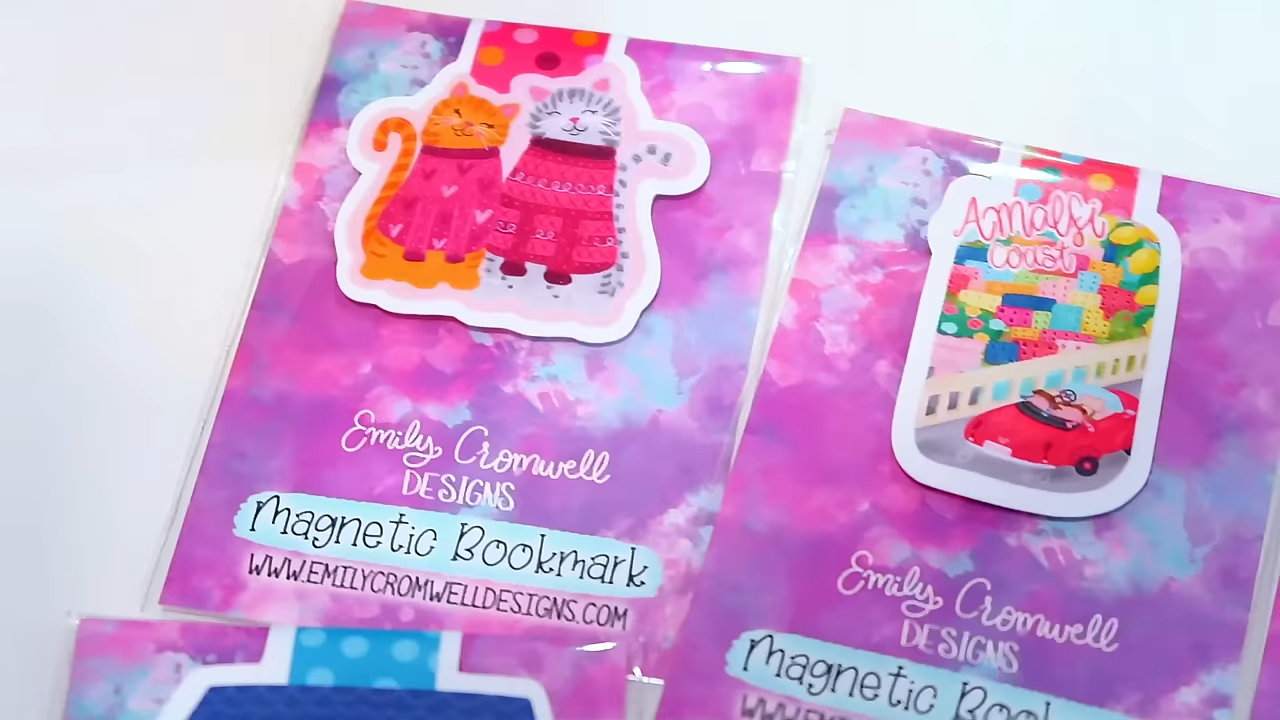 Emily Cromwell
DESIGNS
Magnetic Bookmark
WWW.EMILYCROMWELLDESIGNS.COM
Amalfi
coast
Emily Cromwell
DESIGNS
Magnetic